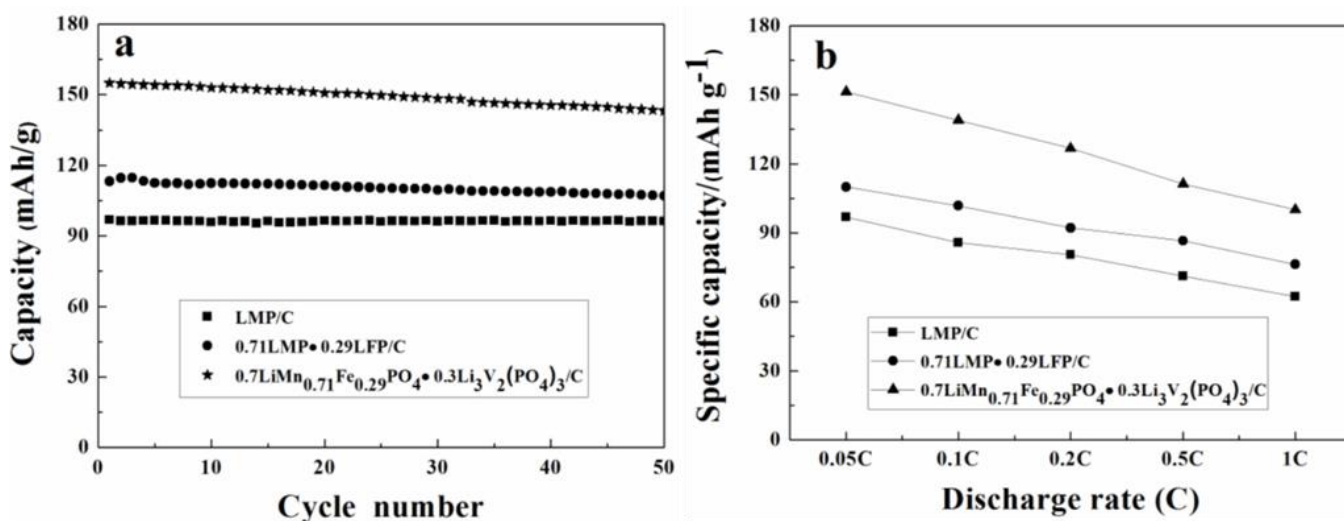 a
Capacity (mAh/g)
180
150
120
90
60
30
0
0 10 20 30 40 50
Cycle number
LMP/C
0.71LMP• 0.29LFP/C
0.7LiMn0.71Fe0.29PO4• 0.3Li3V2(PO4)3/C
b
Specific capacity/(mAh g-1)
180
150
120
90
60
30
0
0.05C 0.1C 0.2C 0.5C 1C
Discharge rate (C)
LMP/C
0.71LMP• 0.29LFP/C
0.7LiMn0.71Fe0.29PO4• 0.3Li3V2(PO4)3/C